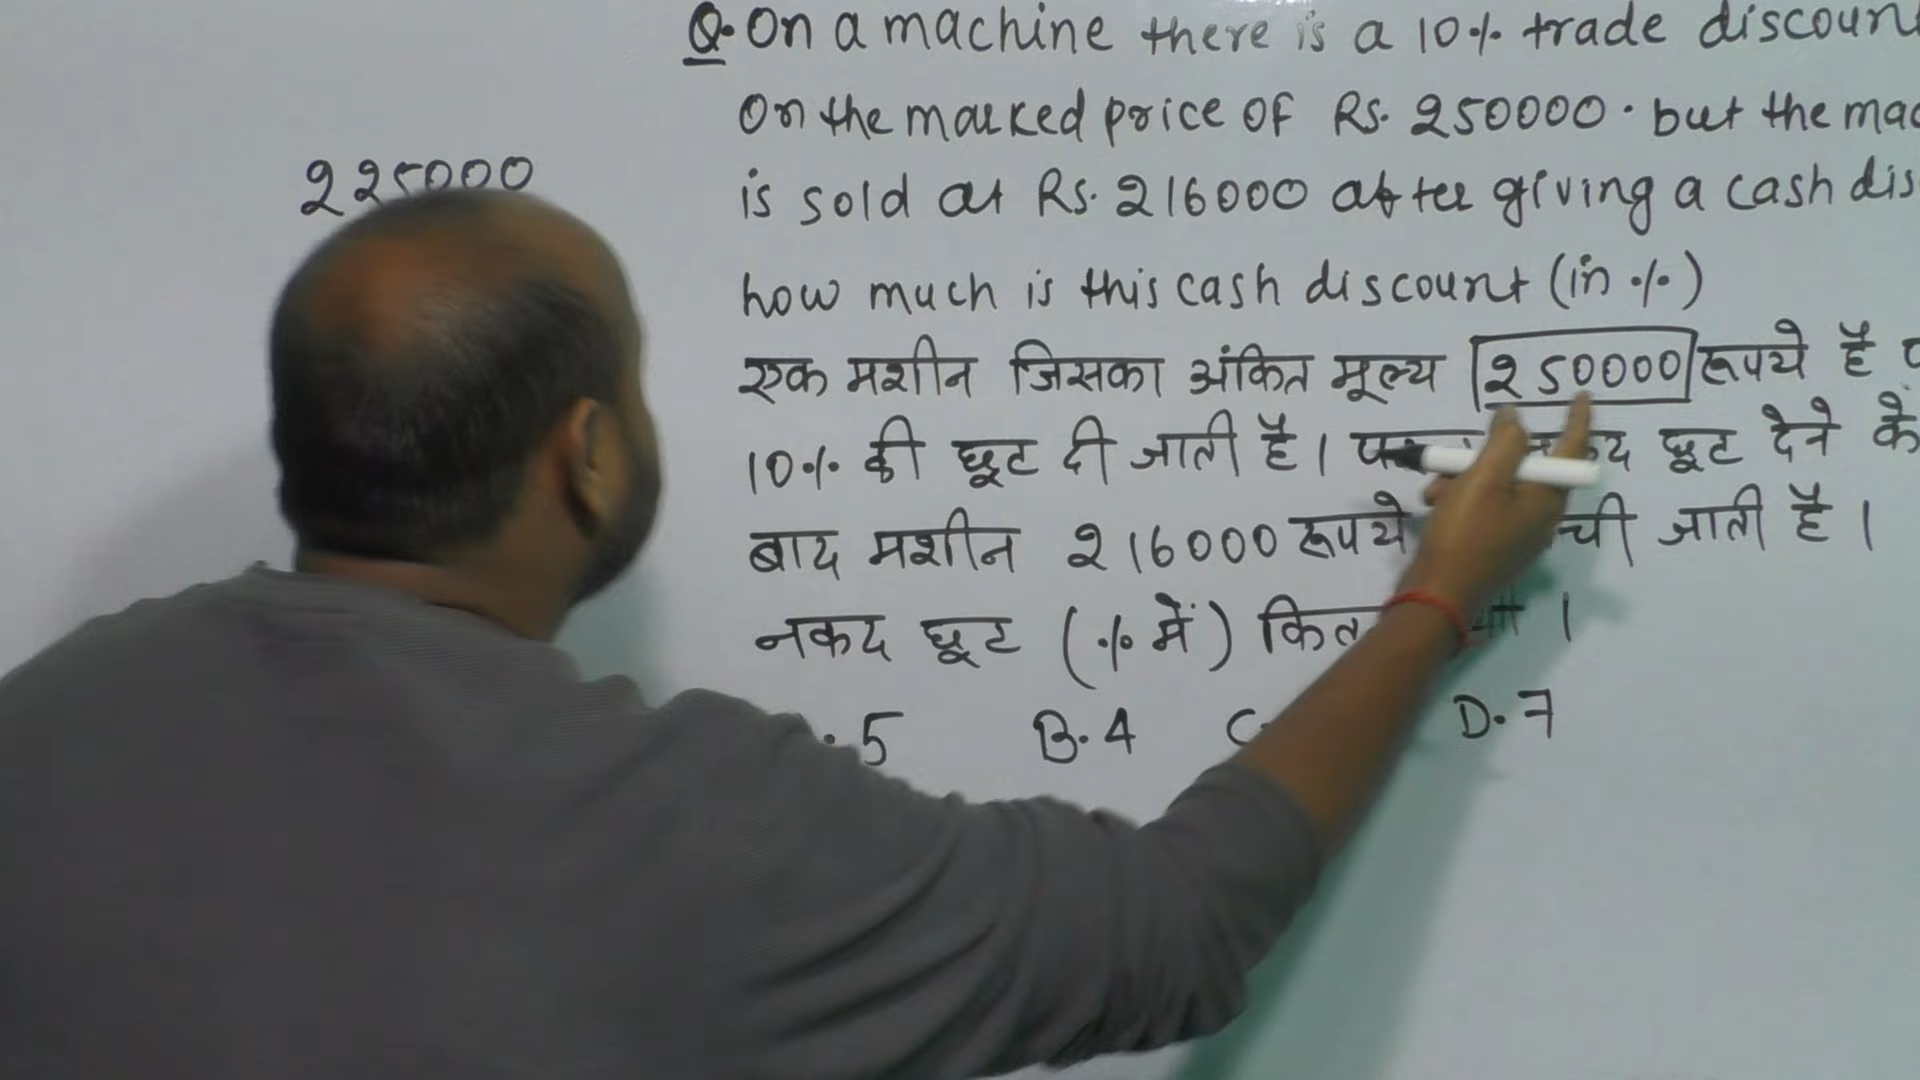 225000
Q. On a machine there is a 10% trade discoun
on the marked price of Rs. 250000. but the mac
is sold at Rs. 216000 after giving a cash dis
how much is this cash discount (in %)
एक मशीन जिसका अंकित मूल्य 250000 रूपये है प
10% की छूट दी जाती है। छूट देने के
बाद मशीन 216000 रूपये जाती है।
नकद छूट (% में)
5 B. 4 C. D. 7